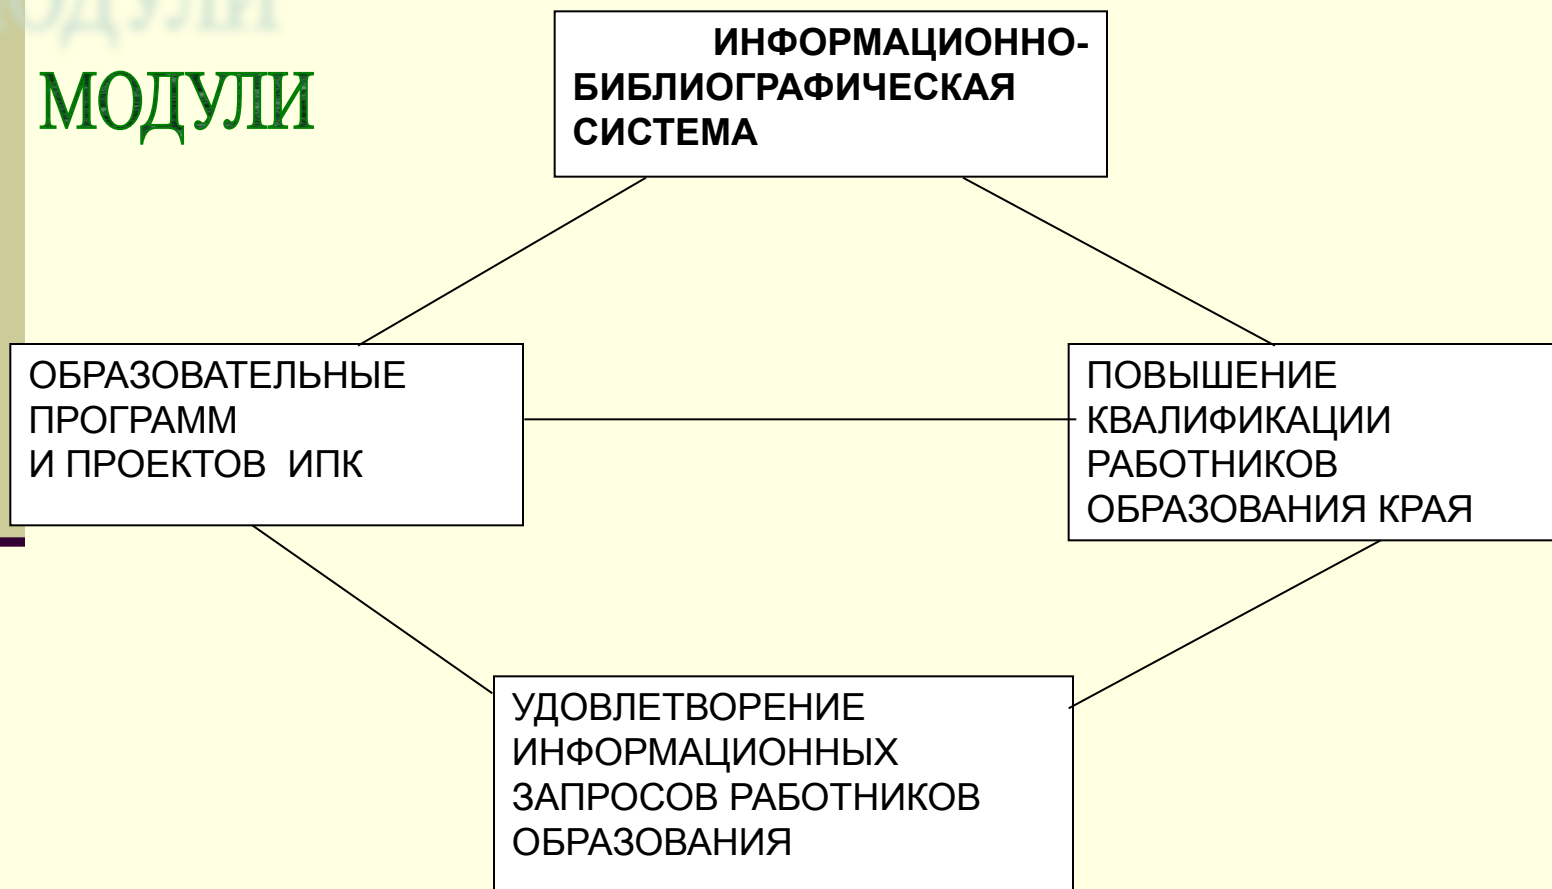 МОДУЛИ
ИНФОРМАЦИОННО-
БИБЛИОГРАФИЧЕСКАЯ
СИСТЕМА
ОБРАЗОВАТЕЛЬНЫЕ
ПРОГРАММ
И ПРОЕКТОВ ИПК
ПОВЫШЕНИЕ
КВАЛИФИКАЦИИ
РАБОТНИКОВ
ОБРАЗОВАНИЯ КРАЯ
УДОВЛЕТВОРЕНИЕ
ИНФОРМАЦИОННЫХ
ЗАПРОСОВ РАБОТНИКОВ
ОБРАЗОВАНИЯ